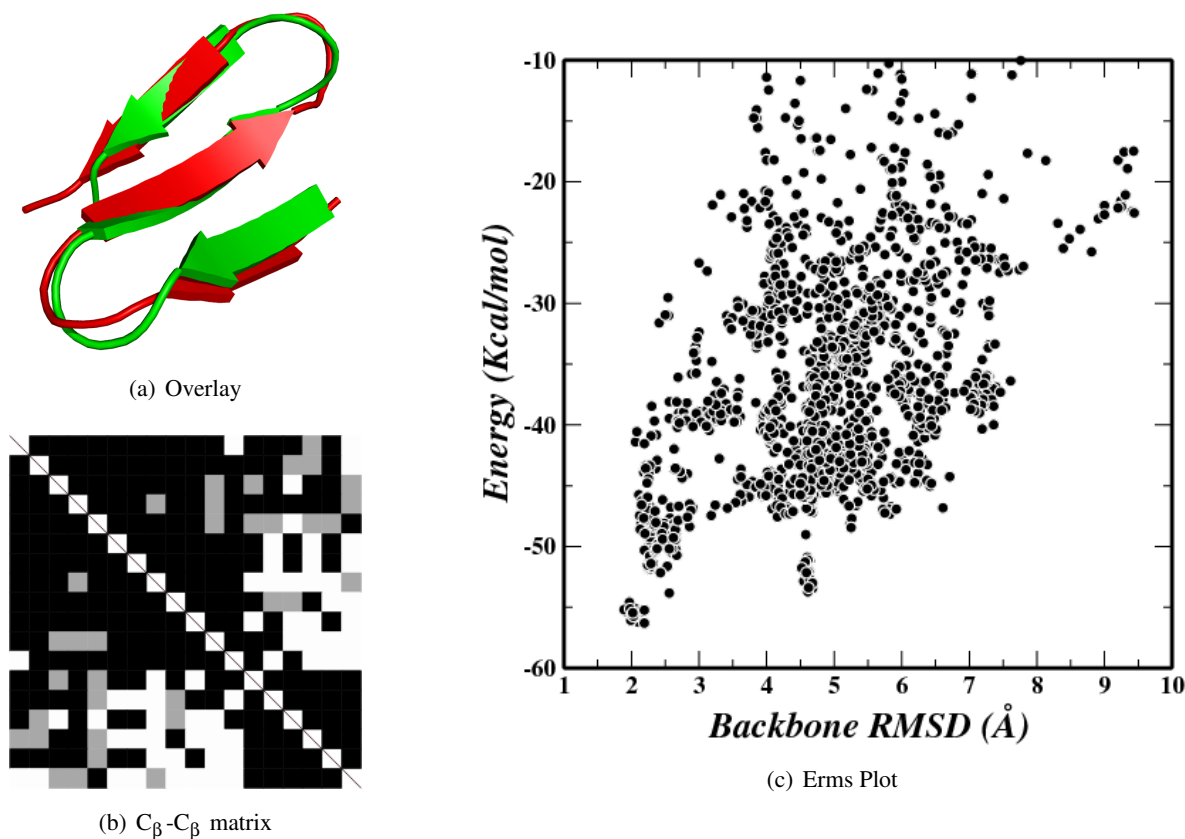 (a) Overlay
(b) Cβ-Cβ matrix
-10
-20
-30
-40
-50
-60
Energy (Kcal/mol)
1 2 3 4 5 6 7 8 9 10
Backbone RMSD (Å)
(c) Erms Plot